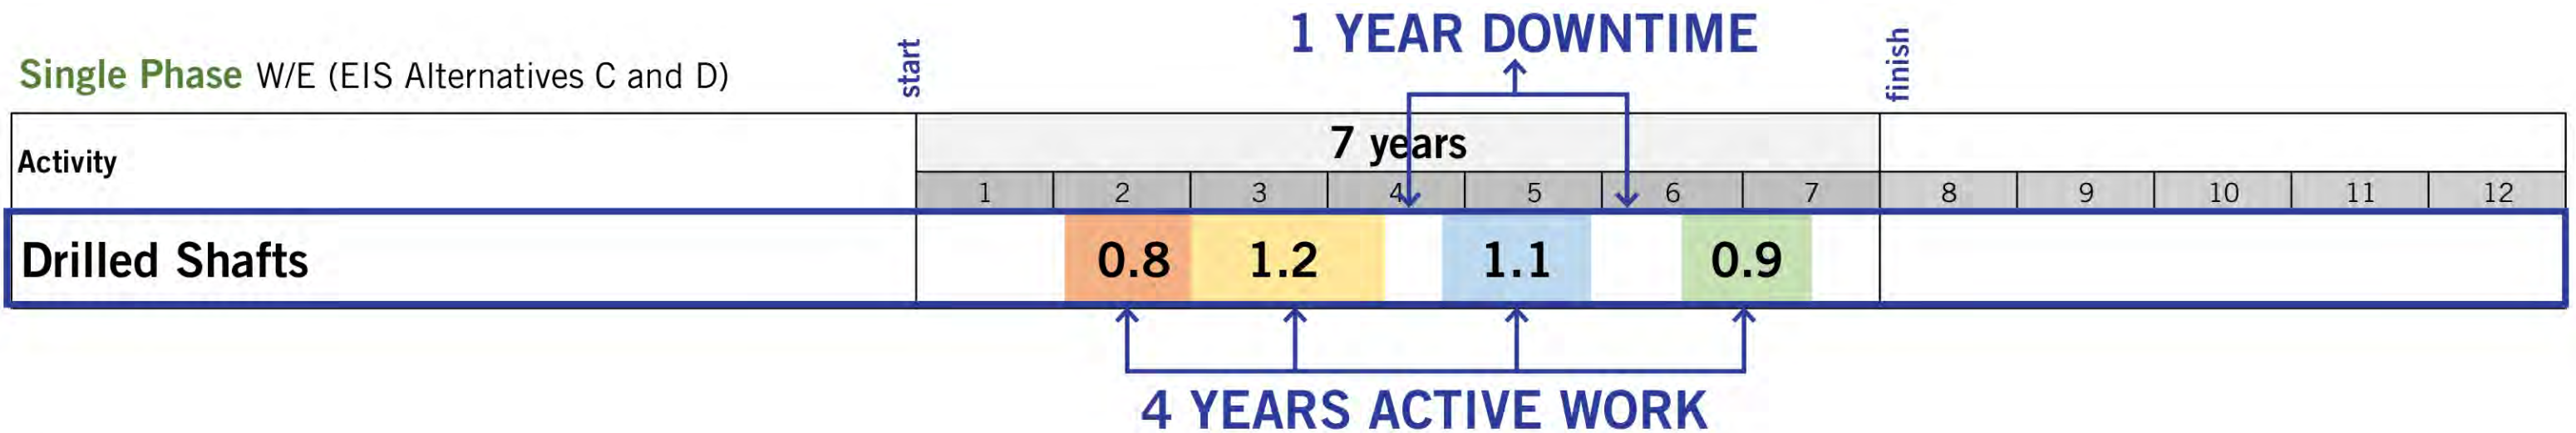 1 YEAR DOWNTIME
Single Phase W/E (EIS Alternatives C and D)
start
finish
Activity
7 years
1 2 3 4 5 6 7 8 9 10 11 12
Drilled Shafts
0.8 1.2 1.1 0.9
4 YEARS ACTIVE WORK